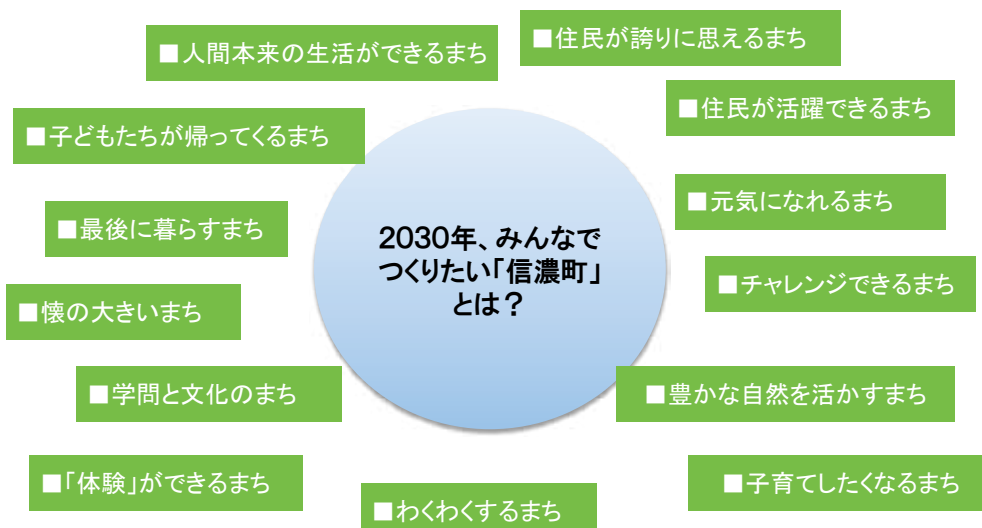 ■人間本来の生活ができるまち
■住民が誇りに思えるまち
■子どもたちが帰ってくるまち
■住民が活躍できるまち
■最後に暮らすまち
■元気になれるまち
2030年、みんなで
つくりたい「信濃町」
とは？
■懐の大きいまち
■チャレンジできるまち
■学問と文化のまち
■豊かな自然を活かすまち
■「体験」ができるまち
■子育てしたくなるまち
■わくわくするまち